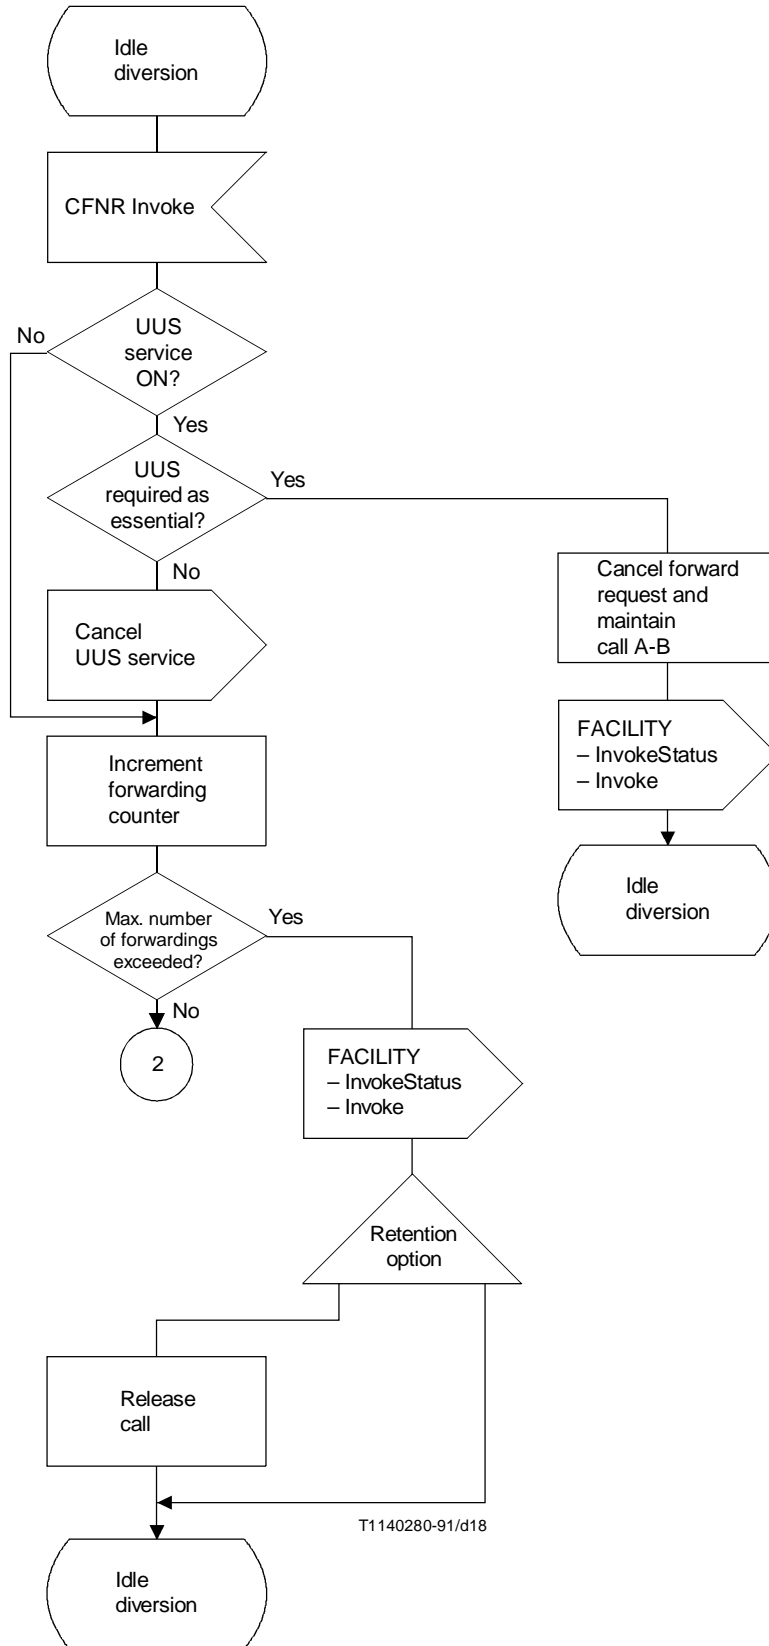 Idle
diversion
CFNR Invoke
No
UUS
service
ON?
Yes
UUS
required as
essential?
Yes
No
Cancel
UUS service
Cancel forward
request and
maintain
call A-B
FACILITY
– InvokeStatus
– Invoke
Idle
diversion
Increment
forwarding
counter
Max. number
of forwardings
exceeded?
Yes
No
2
FACILITY
– InvokeStatus
– Invoke
Retention
option
Release
call
T1140280-91/d18
Idle
diversion